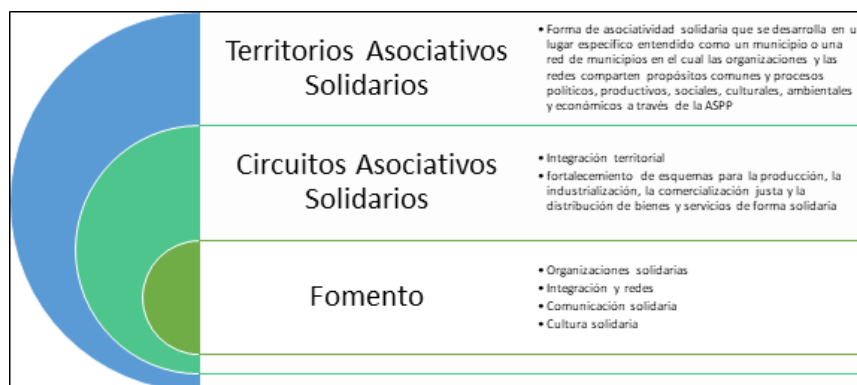 Territorios Asociativos
Solidarios
• Forma de asociatividad solidaria que se desarrolla en u
lugar específico entendido como un municipio o una
red de municipios en el cual las organizaciones y las
redes comparten propósitos comunes y procesos
políticos, productivos, sociales, culturales, ambientales
y económicos a través de la ASPP
Circuitos Asociativos
Solidarios
• Integración territorial
• fortalecimiento de esquemas para la producción, la
industrialización, la comercialización justa y la
distribución de bienes y servicios de forma solidaria
Fomento
• Organizaciones solidarias
• Integración y redes
• Comunicación solidaria
• Cultura solidaria